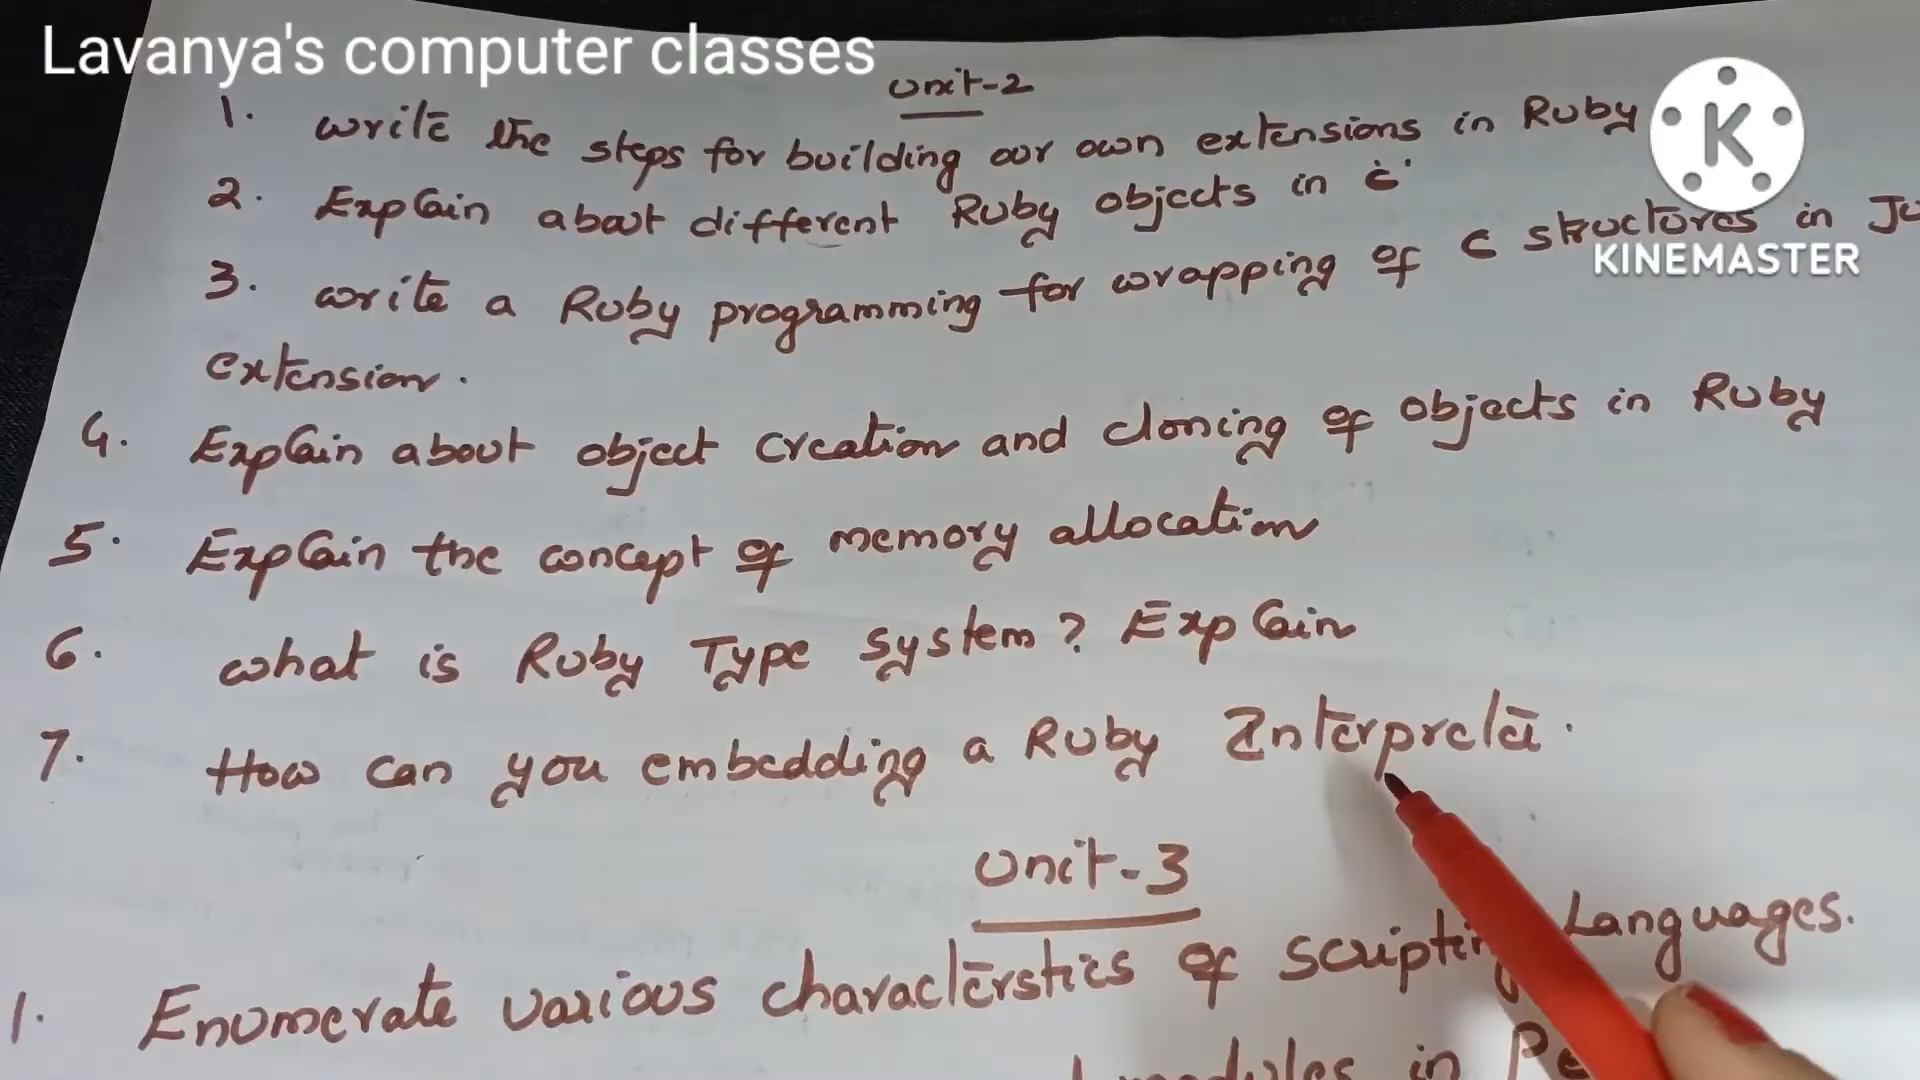 Lavanya's computer classes
Unit-2
1. write the steps for building our own extensions in Ruby
2. Explain about different Ruby objects in 'c'
3. write a Ruby programming for wrapping of C structures in
extension.
4. Explain about object creation and cloning of objects in Ruby
5. Explain the concept of memory allocation
6. what is Ruby Type system? Explain
7. How can you embedding a Ruby Interpreter.
Unit-3
1. Enumerate various characterstics of scripting Languages.
modules in
K
KINEMASTER